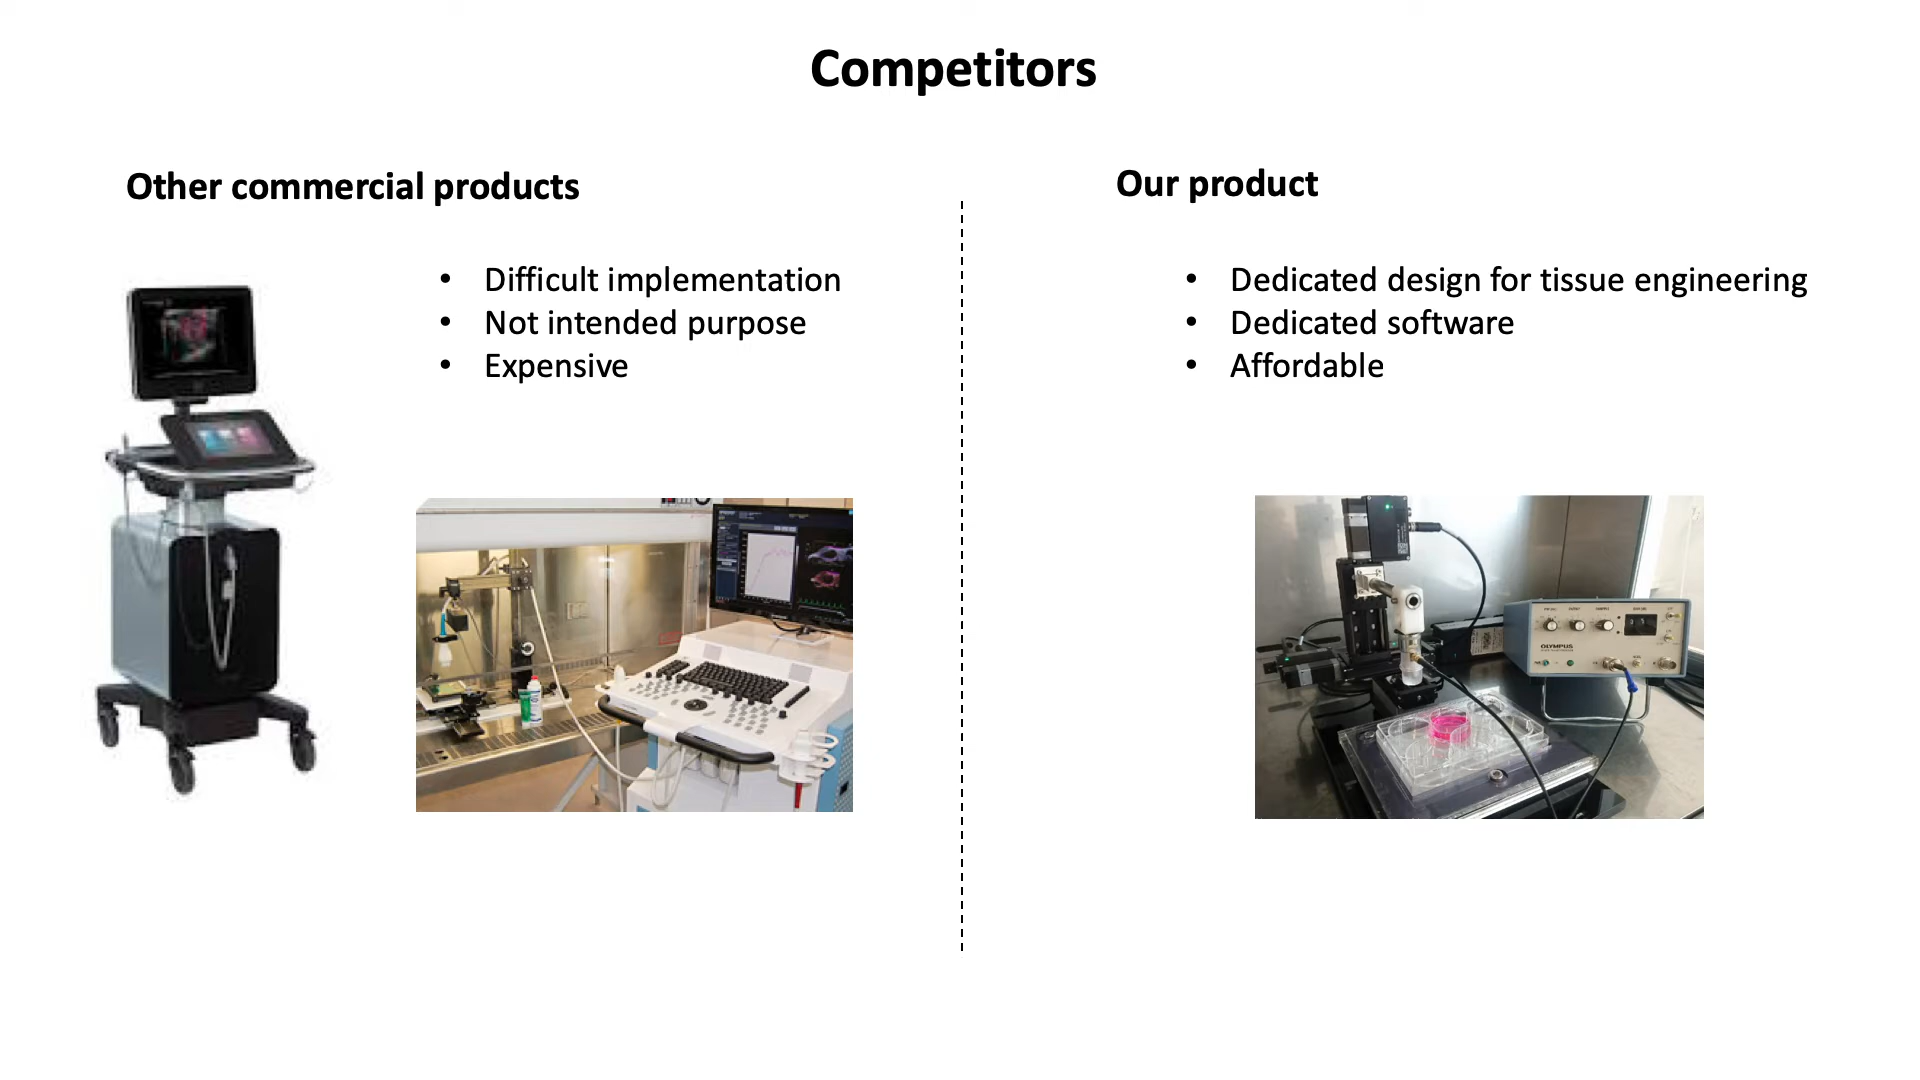 Competitors
Other commercial products
• Difficult implementation
• Not intended purpose
• Expensive
Our product
• Dedicated design for tissue engineering
• Dedicated software
• Affordable
OLYMPUS